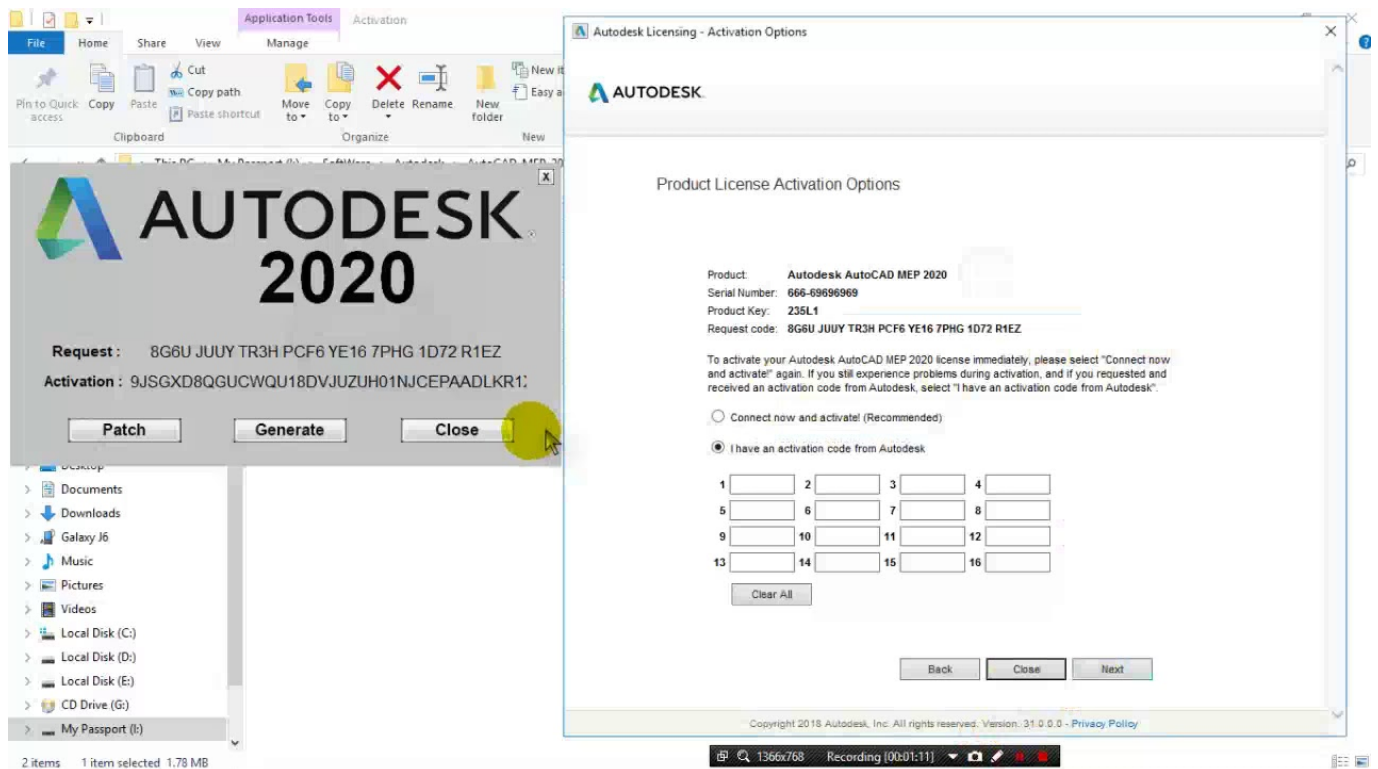 Application Tools
Activation
File
Home
Share
View
Manage
Pin to Quick access
Copy
Paste
Cut
Copy path
Paste shortcut
Move to
Copy to
Delete
Rename
New folder
New it
Easy a
Clipboard
Organize
New
AUTODESK
2020
Request : 8G6U JUUY TR3H PCF6 YE16 7PHG 1D72 R1EZ
Activation : 9JSGXD8QGUCWQU18DVJUZUH01NJCEPAADLKR1
Patch
Generate
Close
Desktop
Documents
Downloads
Galaxy J6
Music
Pictures
Videos
Local Disk (C:)
Local Disk (D:)
Local Disk (E:)
CD Drive (G:)
My Passport (I:)
2 items 1 item selected 1.78 MB
Autodesk Licensing - Activation Options
AUTODESK
Product License Activation Options
Product: Autodesk AutoCAD MEP 2020
Serial Number: 666-69696969
Product Key: 235L1
Request code: 8G6U JUUY TR3H PCF6 YE16 7PHG 1D72 R1EZ
To activate your Autodesk AutoCAD MEP 2020 license immediately, please select "Connect now
and activate!" again. If you still experience problems during activation, and if you requested and
received an activation code from Autodesk, select "I have an activation code from Autodesk".
Connect now and activate! (Recommended)
I have an activation code from Autodesk
1 2 3 4
5 6 7 8
9 10 11 12
13 14 15 16
Clear All
Back
Close
Next
Copyright 2018 Autodesk, Inc. All rights reserved. Version: 31.0.0.0 - Privacy Policy
1366x768 Recording [00:01:11]